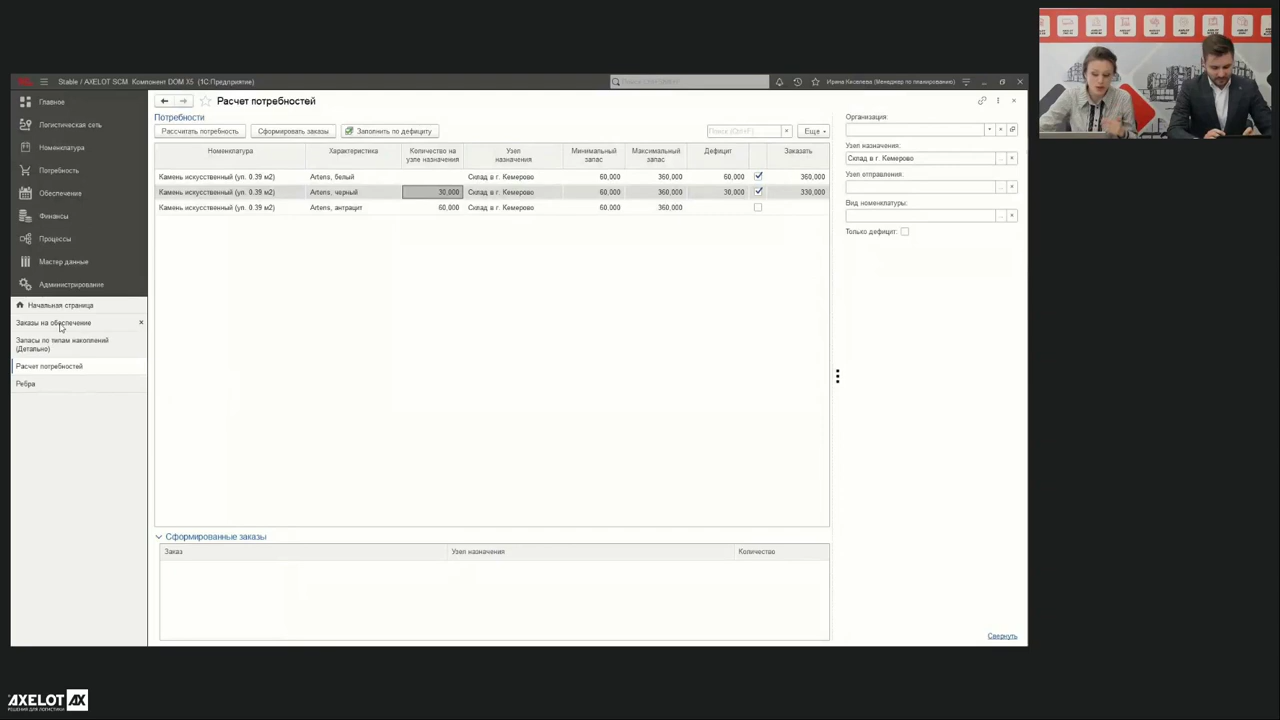 Stable / AXELOT SCM. Компонент DOM X5 (1С:Предприятие)
Ирина Киселева (Менеджер по планированию)
Главное
Логистическая сеть
Номенклатура
Потребность
Обеспечение
Финансы
Процессы
Мастер данные
Администрирование
Начальная страница
Заказы на обеспечение
Запасы по типам накоплений
(Детально)
Расчет потребностей
Ребра
Расчет потребностей
Потребности
Рассчитать потребность
Сформировать заказы
Заполнить по дефициту
Поиск (Ctrl+F)
Еще
Номенклатура Характеристика Количество на узле назначения Узел назначения Минимальный запас Максимальный запас Дефицит Заказать
Камень искусственный (уп. 0.39 м2) Artens, белый Склад в г. Кемерово 60,000 360,000 60,000 360,000
Камень искусственный (уп. 0.39 м2) Artens, черный 30,000 Склад в г. Кемерово 60,000 360,000 30,000 330,000
Камень искусственный (уп. 0.39 м2) Artens, антрацит 60,000 Склад в г. Кемерово 60,000 360,000
Сформированные заказы
Заказ Узел назначения Количество
Организация:
Узел назначения:
Склад в г. Кемерово
Узел отправления:
Вид номенклатуры:
Только дефицит:
Свернуть
AXELOT AX
РЕШЕНИЯ ДЛЯ ЛОГИСТИКИ